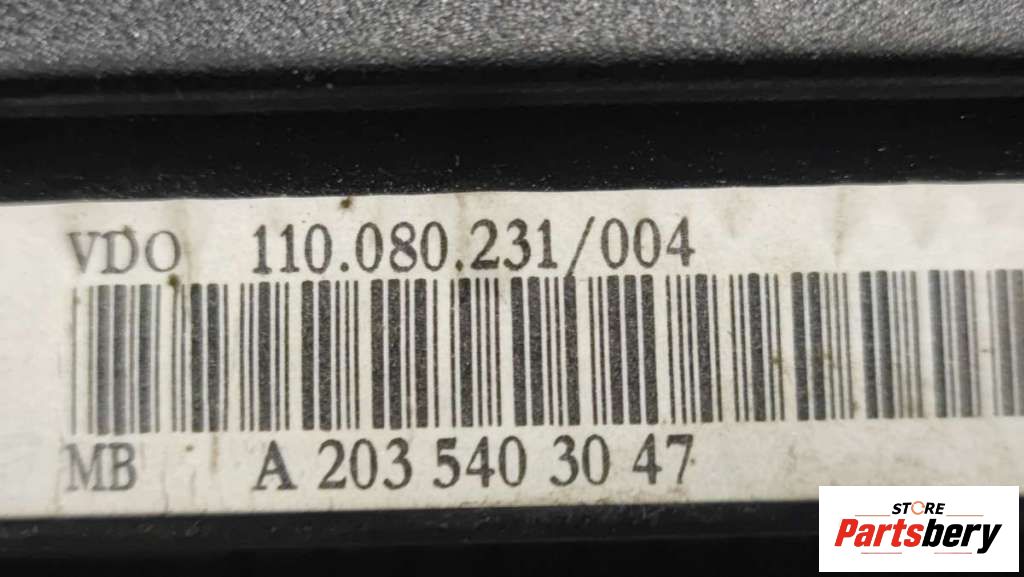 VDO 110.080.231/004
MB A 203 540 30 47
STORE
Partsbery